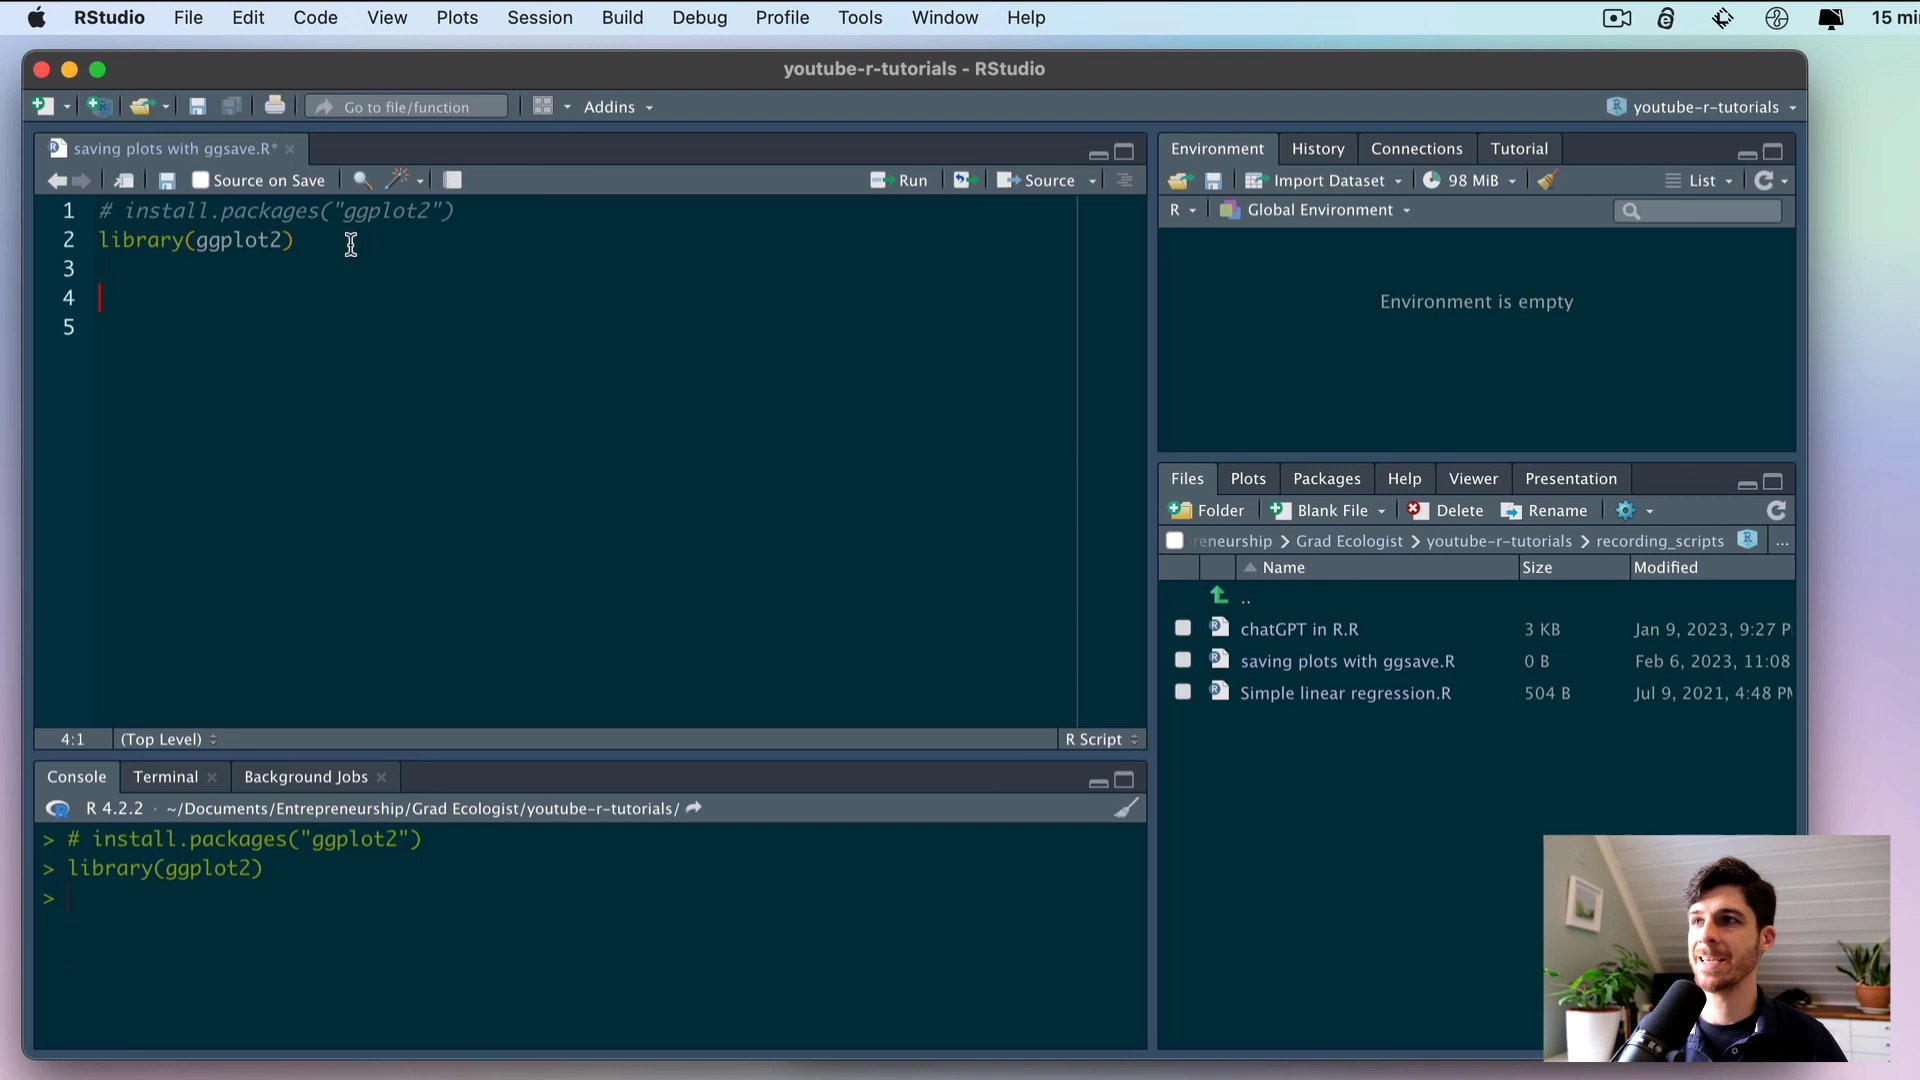 RStudio File Edit Code View Plots Session Build Debug Profile Tools Window Help 15 mi
youtube-r-tutorials - RStudio
Go to file/function Addins youtube-r-tutorials
saving plots with ggsave.R*
Source on Save Run Source
1 # install.packages("ggplot2")
2 library(ggplot2)
3
4
5
4:1 (Top Level) R Script
Console Terminal Background Jobs
R 4.2.2 · ~/Documents/Entrepreneurship/Grad Ecologist/youtube-r-tutorials/
> # install.packages("ggplot2")
> library(ggplot2)
>
Environment History Connections Tutorial
Import Dataset 98 MiB List
R Global Environment
Environment is empty
Files Plots Packages Help Viewer Presentation
Folder Blank File Delete Rename
reneurship > Grad Ecologist > youtube-r-tutorials > recording_scripts ...
Name Size Modified
..
chatGPT in R.R 3 KB Jan 9, 2023, 9:27 P
saving plots with ggsave.R 0 B Feb 6, 2023, 11:08
Simple linear regression.R 504 B Jul 9, 2021, 4:48 PM